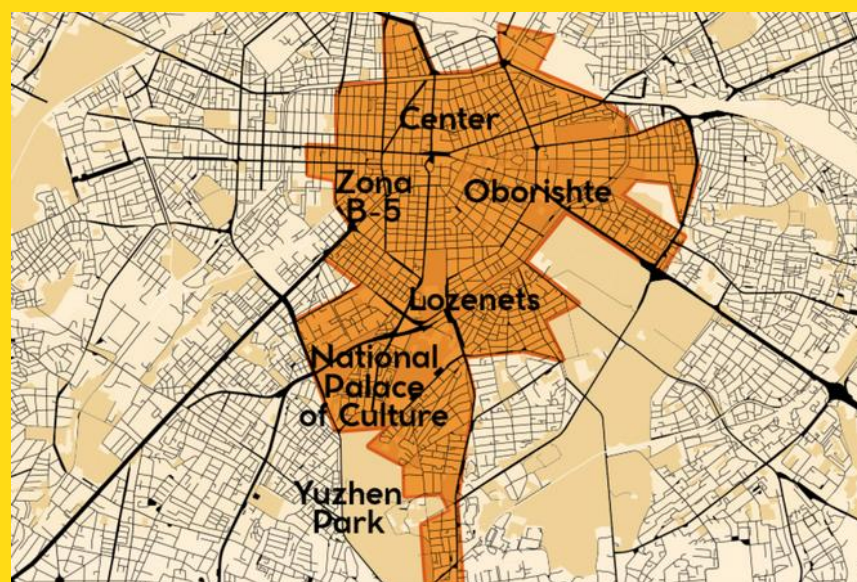 Center
Zona
B-5
Oborishte
Lozenets
National
Palace
of Culture
Yuzhen
Park